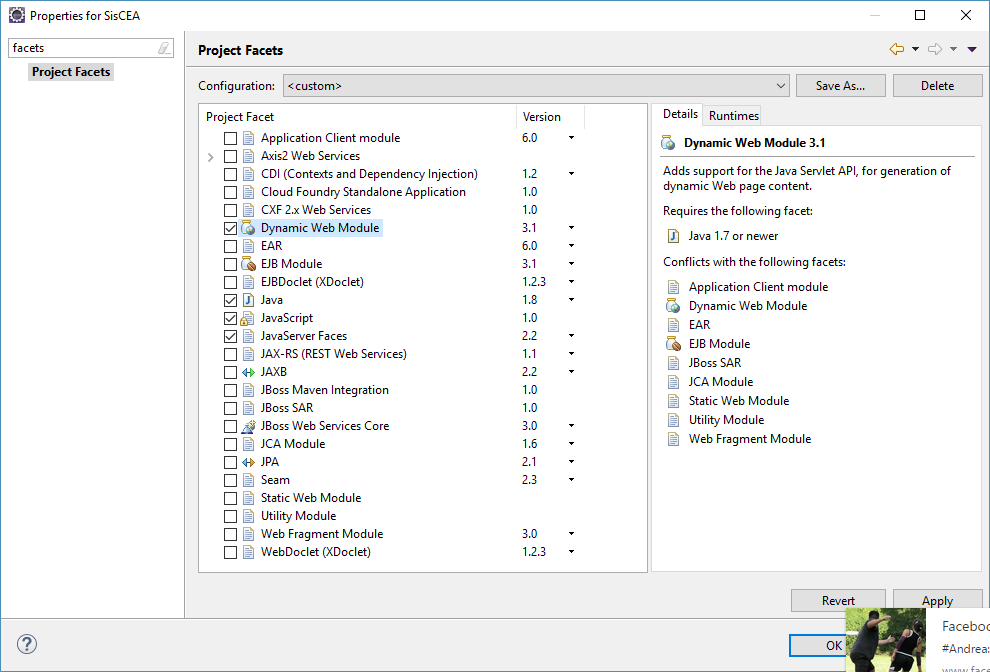 Properties for SisCEA
facets
Project Facets
Project Facets
Configuration: <custom> Save As... Delete
Project Facet Version
Application Client module 6.0
Axis2 Web Services
CDI (Contexts and Dependency Injection) 1.2
Cloud Foundry Standalone Application 1.0
CXF 2.x Web Services 1.0
Dynamic Web Module 3.1
EAR 6.0
EJB Module 3.1
EJBDoclet (XDoclet) 1.2.3
Java 1.8
JavaScript 1.0
JavaServer Faces 2.2
JAX-RS (REST Web Services) 1.1
JAXB 2.2
JBoss Maven Integration 1.0
JBoss SAR 1.0
JBoss Web Services Core 3.0
JCA Module 1.6
JPA 2.1
Seam 2.3
Static Web Module
Utility Module
Web Fragment Module 3.0
WebDoclet (XDoclet) 1.2.3
Details Runtimes
Dynamic Web Module 3.1
Adds support for the Java Servlet API, for generation of
dynamic Web page content.
Requires the following facet:
Java 1.7 or newer
Conflicts with the following facets:
Application Client module
Dynamic Web Module
EAR
EJB Module
JBoss SAR
JCA Module
Static Web Module
Utility Module
Web Fragment Module
Revert Apply
OK
Faceboo
#Andrea: